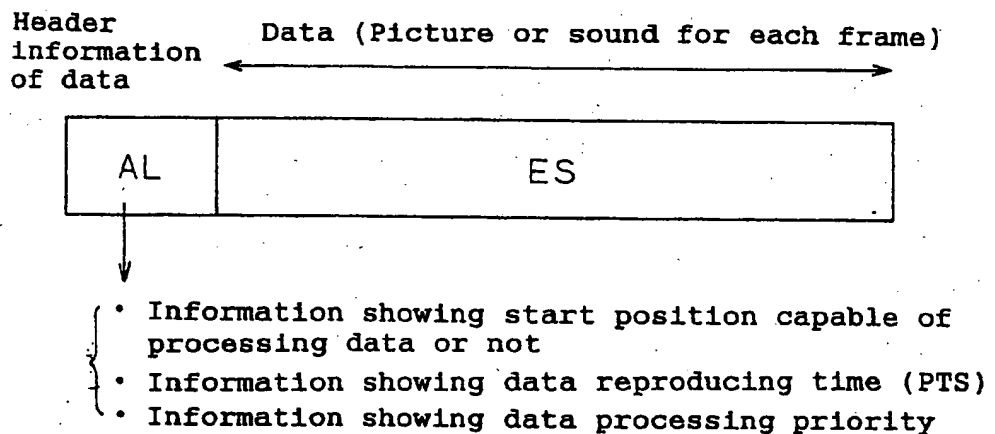 Header
information
of data
Data (Picture or sound for each frame)
AL
ES
• Information showing start position capable of
processing data or not
• Information showing data reproducing time (PTS)
• Information showing data processing priority